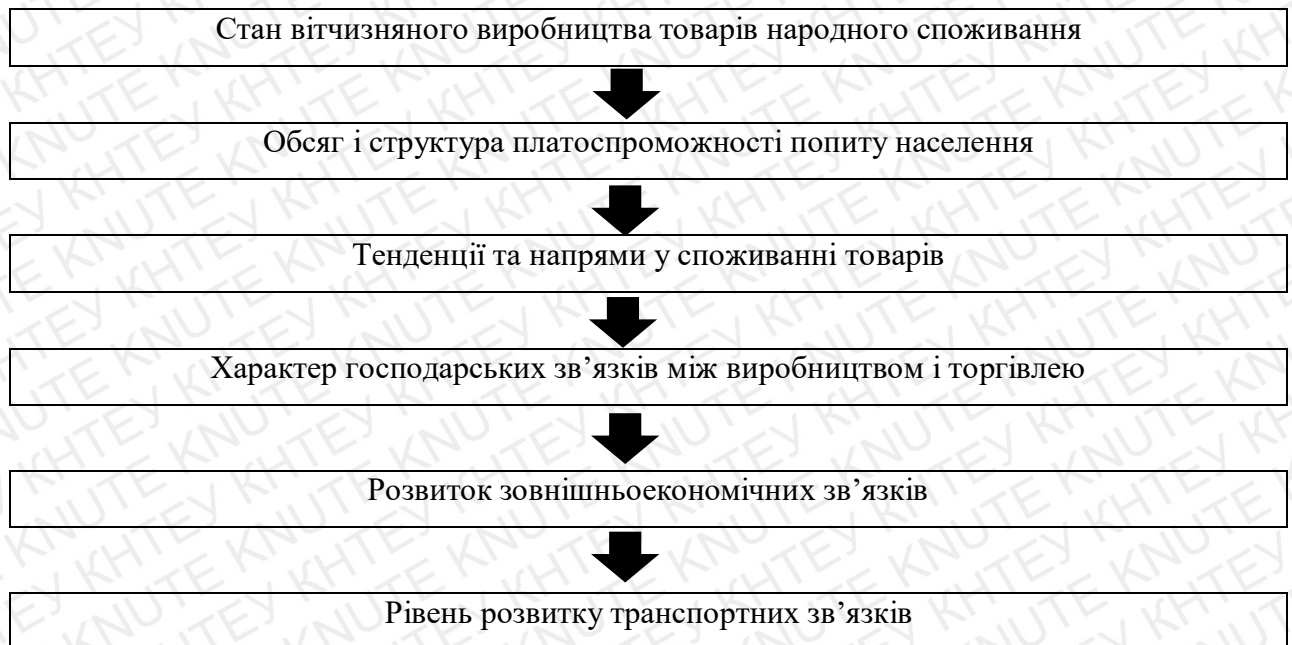 Стан вітчизняного виробництва товарів народного споживання
Обсяг і структура платоспроможності попиту населення
Тенденції та напрями у споживанні товарів
Характер господарських зв’язків між виробництвом і торгівлею
Розвиток зовнішньоекономічних зв’язків
Рівень розвитку транспортних зв’язків